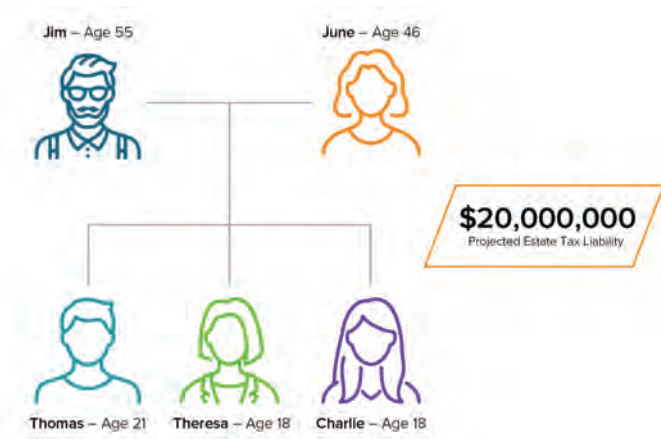 Jim – Age 55
June – Age 46
$20,000,000
Projected Estate Tax Liability
Thomas – Age 21
Theresa – Age 18
Charlie – Age 18